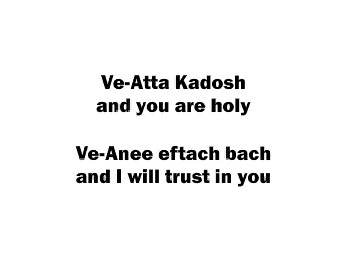 Ve-Atta Kadosh
and you are holy
Ve-Anee eftach bach
and I will trust in you